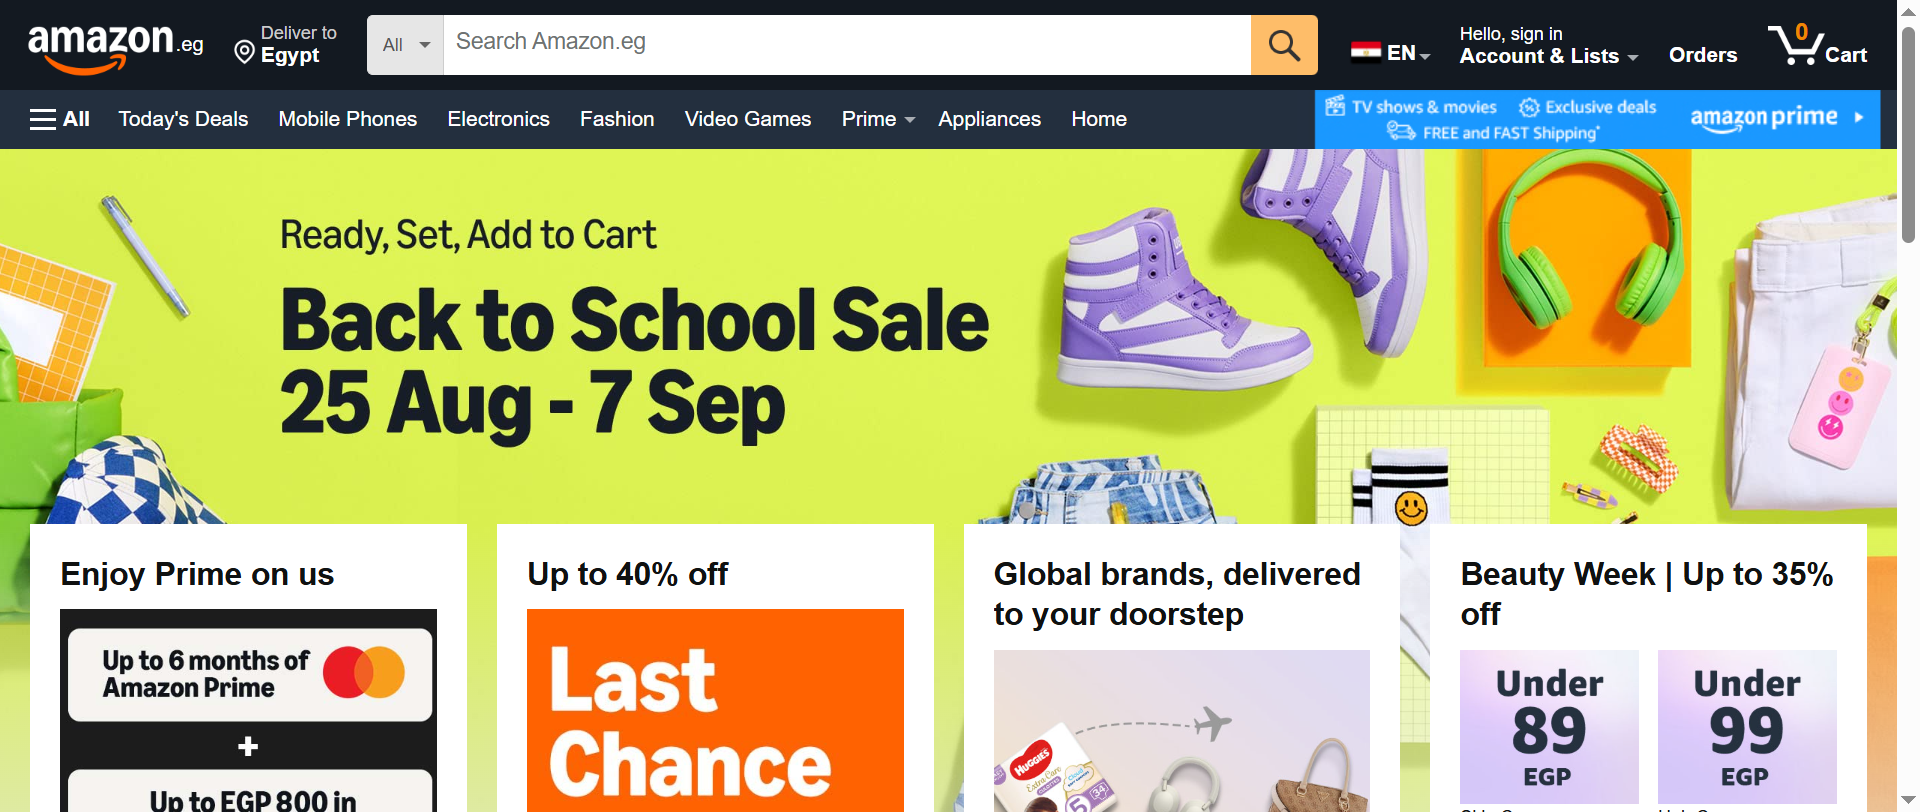 amazon.eg
Deliver to
Egypt
All
Search Amazon.eg
EN
Hello, sign in
Account & Lists
Orders
0
Cart
All
Today's Deals
Mobile Phones
Electronics
Fashion
Video Games
Prime
Appliances
Home
TV shows & movies
Exclusive deals
FREE and FAST Shipping*
amazon prime
Ready, Set, Add to Cart
Back to School Sale
25 Aug - 7 Sep
Enjoy Prime on us
Up to 6 months of
Amazon Prime
+
Up to EGP 800 in
Up to 40% off
Last
Chance
Global brands, delivered
to your doorstep
HUGGIES
Extra Care
5
34
Beauty Week | Up to 35%
off
Under
89
EGP
Under
99
EGP